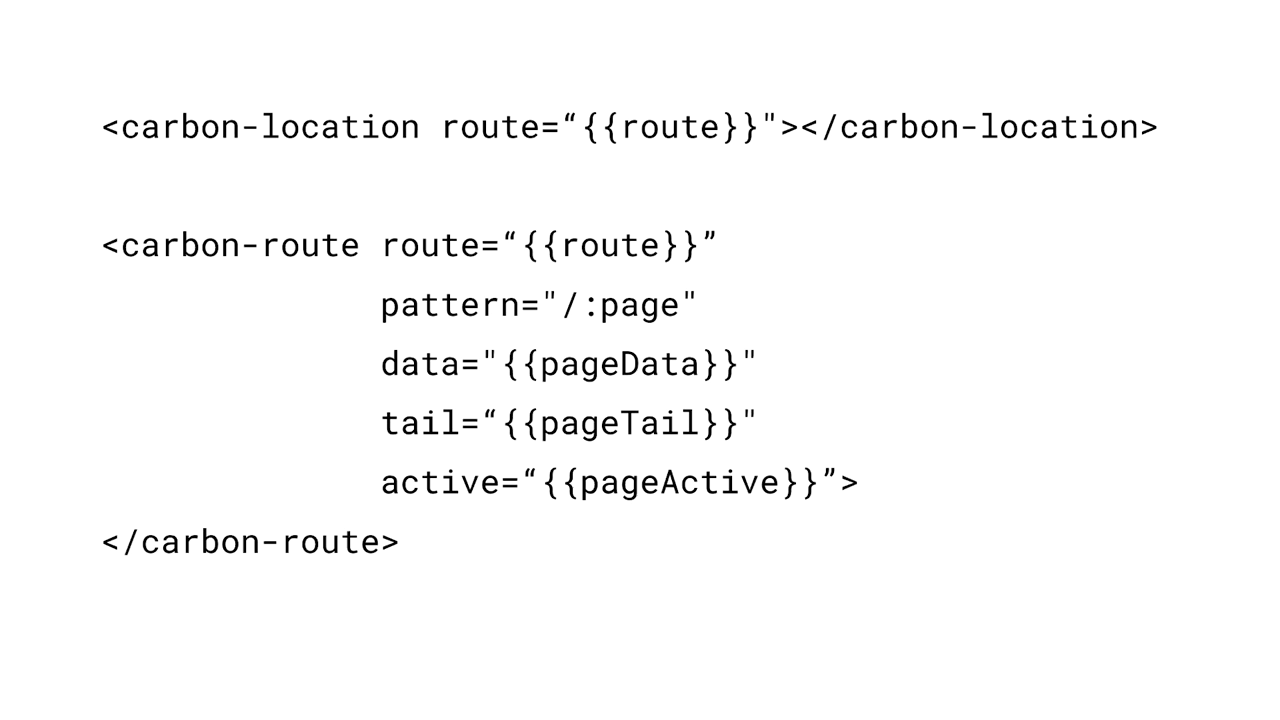 <carbon-location route=“{{route}}"></carbon-location>
<carbon-route route=“{{route}}”
pattern="/:page"
data="{{pageData}}"
tail=“{{pageTail}}"
active=“{{pageActive}}”>
</carbon-route>